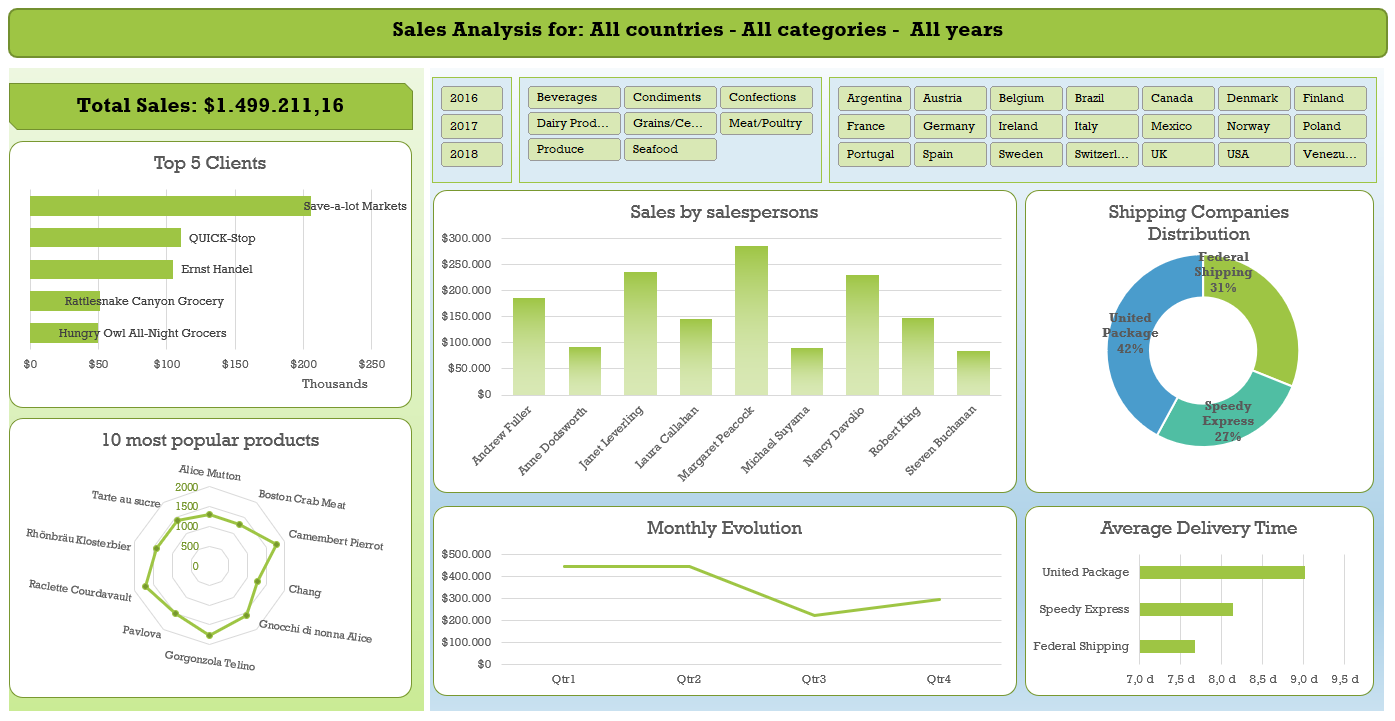 Sales Analysis for: All countries - All categories -  All years
Total Sales: $1.499.211,16
2016
2017
2018
Beverages
Condiments
Confections
Dairy Prod...
Grains/Ce...
Meat/Poultry
Produce
Seafood
Argentina
Austria
Belgium
Brazil
Canada
Denmark
Finland
France
Germany
Ireland
Italy
Mexico
Norway
Poland
Portugal
Spain
Sweden
Switzerl...
UK
USA
Venezu...
Top 5 Clients
Save-a-lot Markets
QUICK-Stop
Ernst Handel
Rattlesnake Canyon Grocery
Hungry Owl All-Night Grocers
$0
$50
$100
$150
$200
$250
Thousands
10 most popular products
Alice Mutton
Boston Crab Meat
Camembert Pierrot
Chang
Gnocchi di nonna Alice
Gorgonzola Telino
Pavlova
Raclette Courdavault
Rhönbräu Klosterbier
Tarte au sucre
2000
1500
1000
500
0
Sales by salespersons
$300.000
$250.000
$200.000
$150.000
$100.000
$50.000
$0
Andrew Fuller
Anne Dodsworth
Janet Leverling
Laura Callahan
Margaret Peacock
Michael Suyama
Nancy Davolio
Robert King
Steven Buchanan
Shipping Companies
Distribution
Federal
Shipping
31%
United
Package
42%
Speedy
Express
27%
Monthly Evolution
$500.000
$400.000
$300.000
$200.000
$100.000
$0
Qtr1
Qtr2
Qtr3
Qtr4
Average Delivery Time
United Package
Speedy Express
Federal Shipping
7,0 d
7,5 d
8,0 d
8,5 d
9,0 d
9,5 d